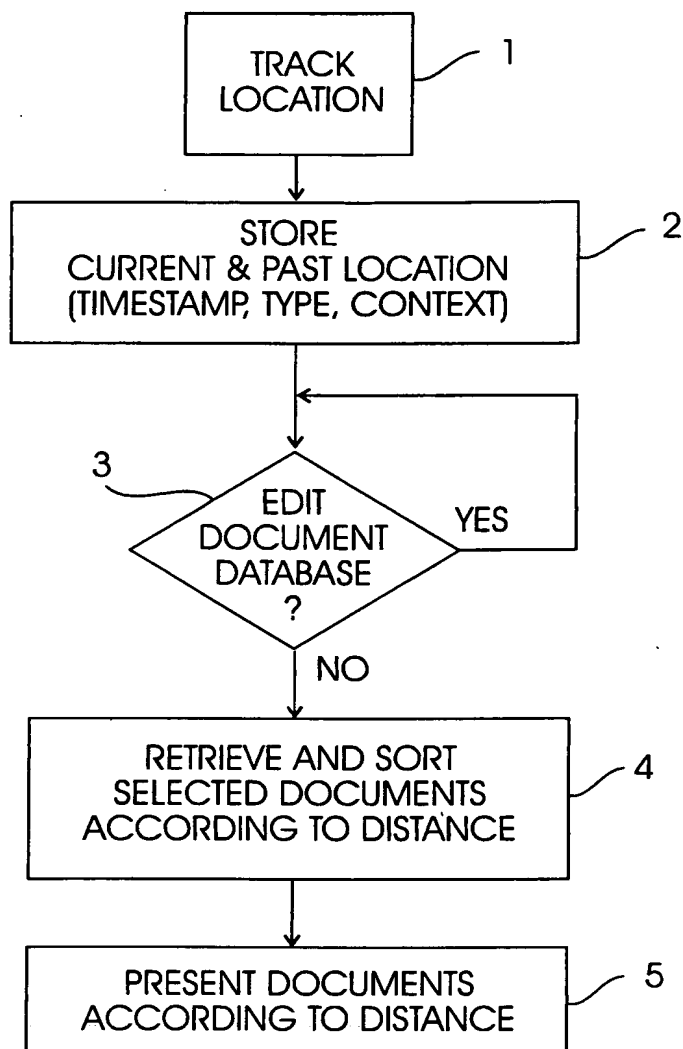 TRACK
LOCATION
1
STORE
CURRENT & PAST LOCATION
(TIMESTAMP, TYPE, CONTEXT)
2
3
EDIT
DOCUMENT
DATABASE
?
YES
NO
RETRIEVE AND SORT
SELECTED DOCUMENTS
ACCORDING TO DISTANCE
4
PRESENT DOCUMENTS
ACCORDING TO DISTANCE
5